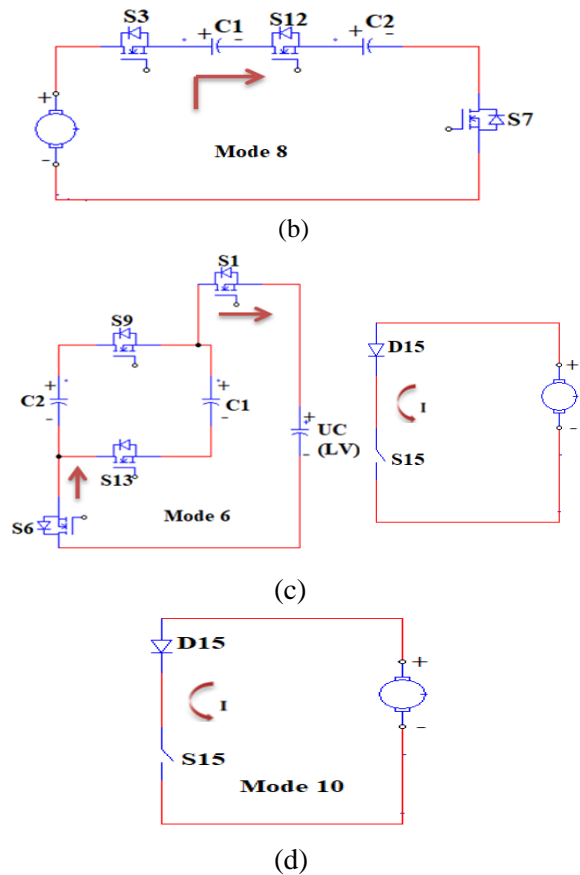 S3 C1 S12 C2
+ - + -
+
S7
-
Mode 8
(b)
S1
S9
D15
+ + + +
C2 C1 I
- - UC -
(LV)
S13 - S15
S6 Mode 6
(c)
D15
+
I
-
S15
Mode 10
(d)